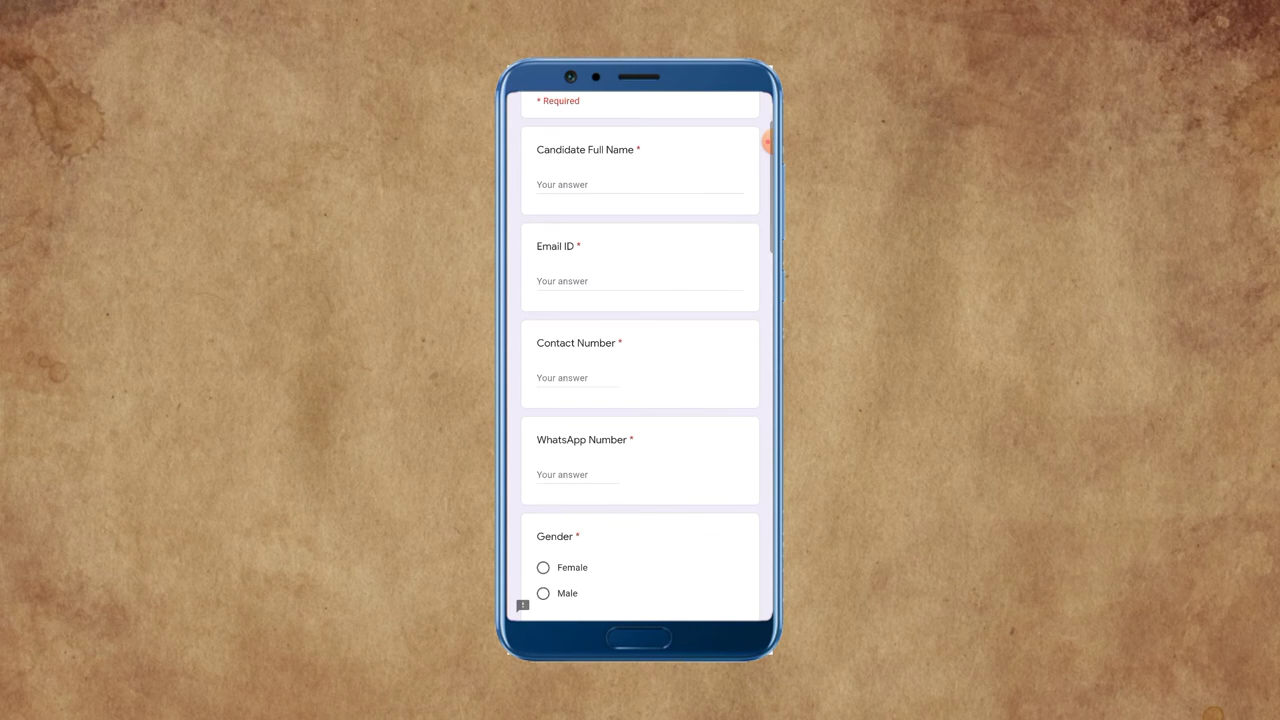 * Required
Candidate Full Name *
Your answer
Email ID *
Your answer
Contact Number *
Your answer
WhatsApp Number *
Your answer
Gender *
Female
Male